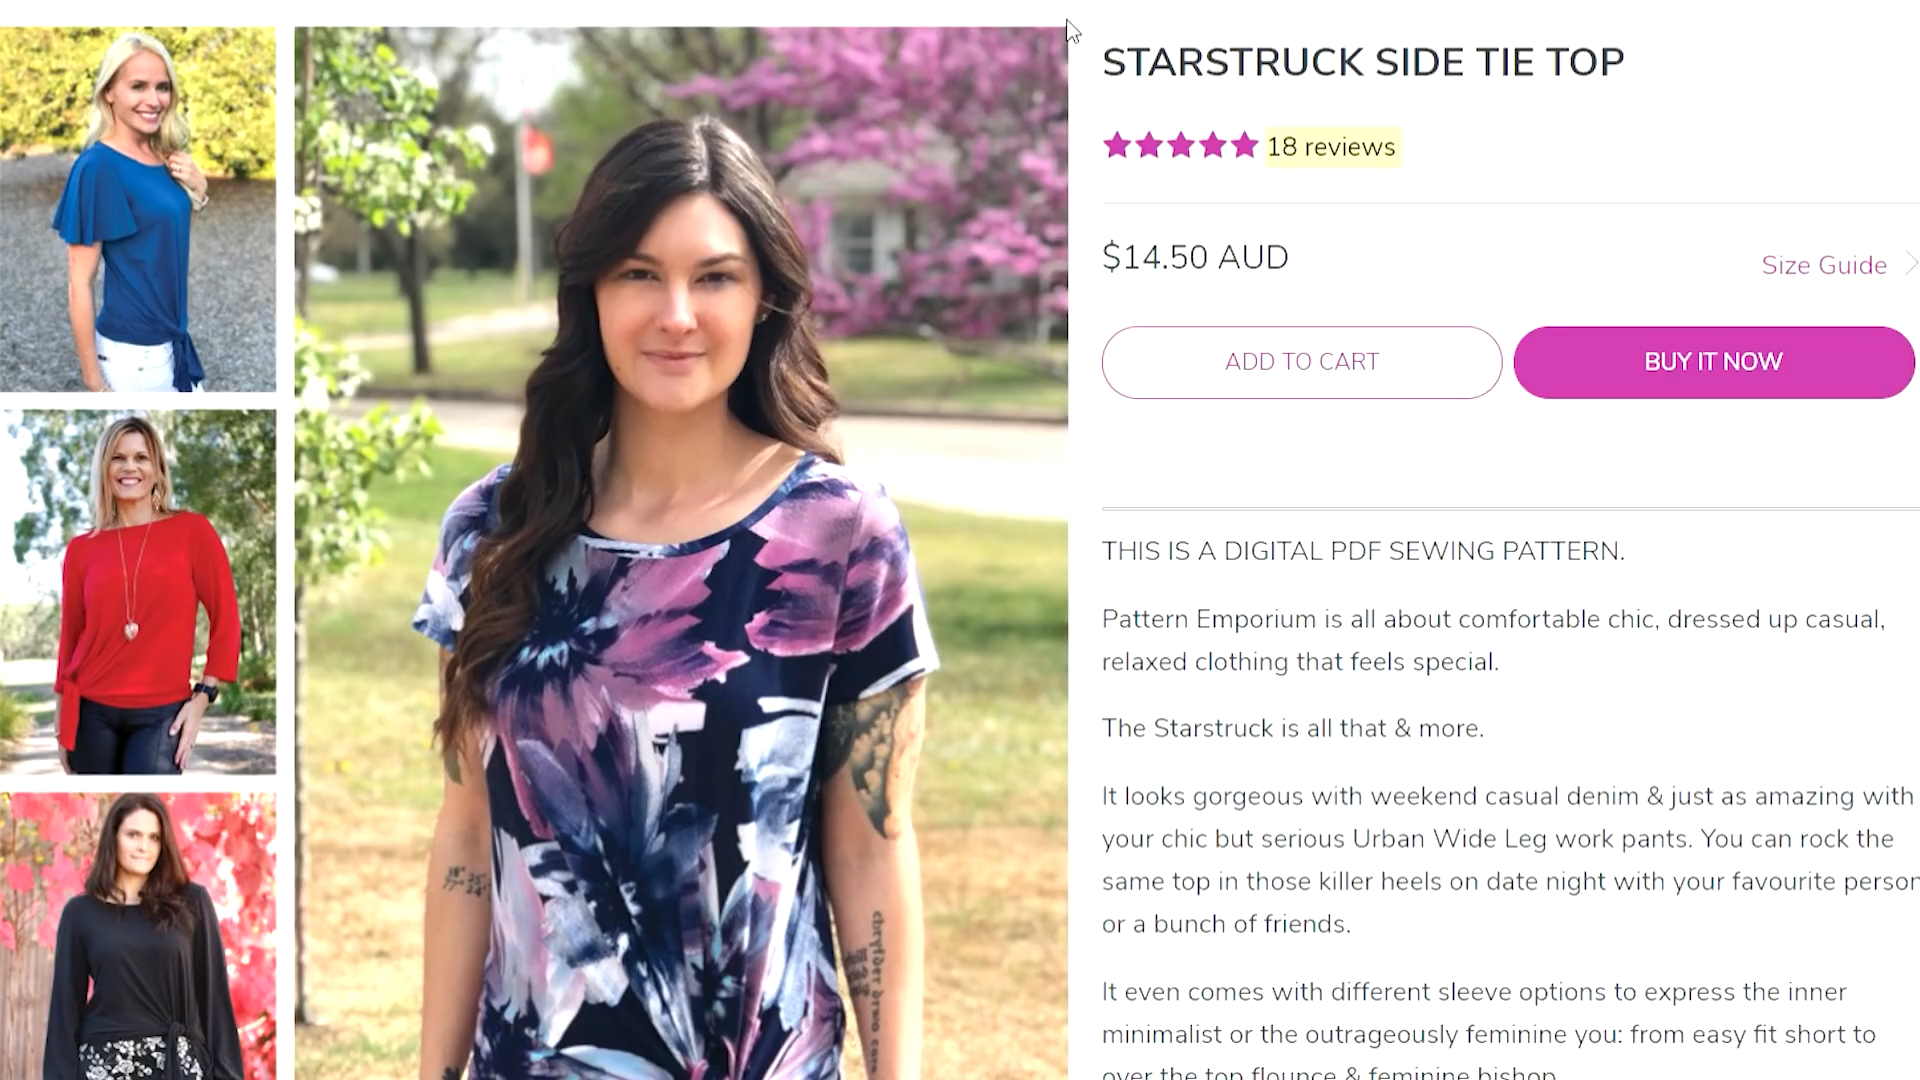 STARSTRUCK SIDE TIE TOP
18 reviews
$14.50 AUD
Size Guide
ADD TO CART
BUY IT NOW
THIS IS A DIGITAL PDF SEWING PATTERN.
Pattern Emporium is all about comfortable chic, dressed up casual,
relaxed clothing that feels special.
The Starstruck is all that & more.
It looks gorgeous with weekend casual denim & just as amazing with
your chic but serious Urban Wide Leg work pants. You can rock the
same top in those killer heels on date night with your favourite person
or a bunch of friends.
It even comes with different sleeve options to express the inner
minimalist or the outrageously feminine you: from easy fit short to
over the top flounce & feminine bishop.